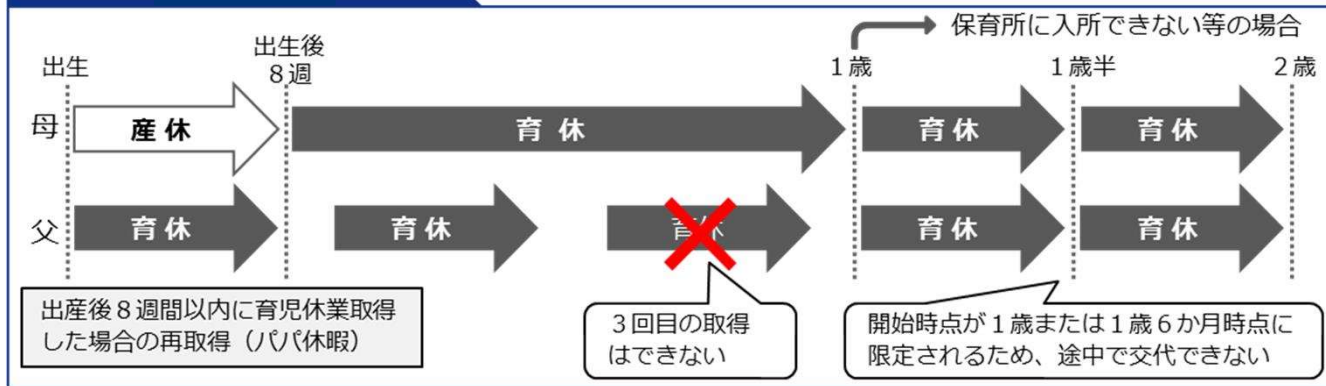 保育所に入所できない等の場合
出生
出生後
8週
1歳
1歳半
2歳
母
産休
育休
育休
育休
父
育休
育休
育休
育休
育休
出産後8週間以内に育児休業取得
した場合の再取得（パパ休暇）
3回目の取得
はできない
開始時点が1歳または1歳6か月時点に
限定されるため、途中で交代できない